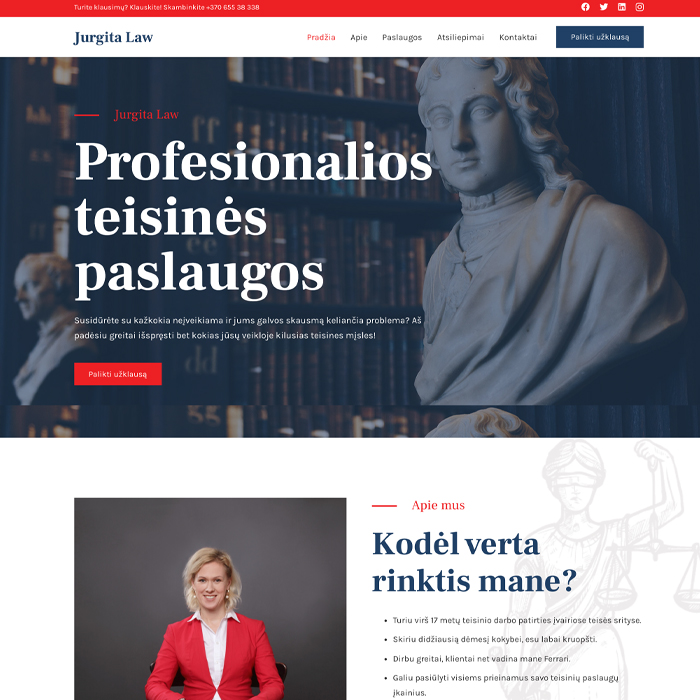 Turite klausimų? Klauskite! Skambinkite +370 655 38 338
Jurgita Law
Pradžia Apie Paslaugos Atsiliepimai Kontaktai Palikti užklausą
Jurgita Law
Profesionalios
teisinės
paslaugos
Susidūrėte su kažkokia neįveikiama ir jums galvos skausmą keliančia problema? Aš
padėsiu greitai išspręsti bet kokias jūsų veikloje kilusias teisines mįsles!
Palikti užklausą
Apie mus
Kodėl verta
rinktis mane?
Turiu virš 17 metų teisinio darbo patirties įvairiose teisės srityse.
Skiriu didžiausią dėmesį kokybei, esu labai kruopšti.
Dirbu greitai, klientai net vadina mane Ferrari.
Galiu pasiūlyti visiems prieinamus savo teisinių paslaugų
įkainius.